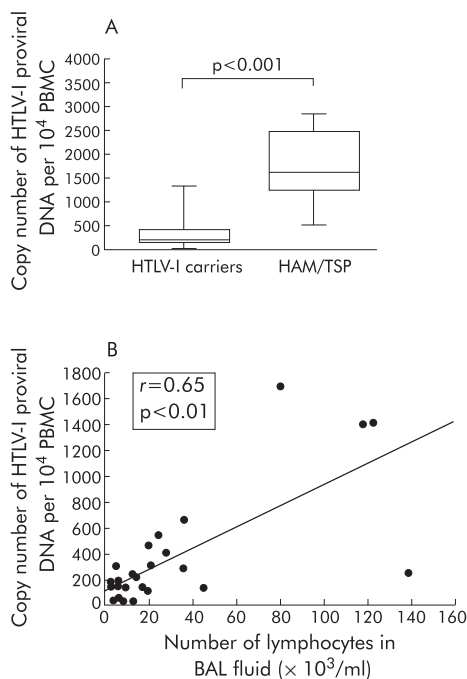 A
Copy number of HTLV-I proviral
DNA per 10⁴ PBMC
4000
3500
3000
2500
2000
1500
1000
500
0
p<0.001
HTLV-I carriers
HAM/TSP
B
Copy number of HTLV-I proviral
DNA per 10⁴ PBMC
1800
1600
1400
1200
1000
800
600
400
200
0
r=0.65
p<0.01
0 20 40 60 80 100 120 140 160
Number of lymphocytes in
BAL fluid (× 10³/ml)